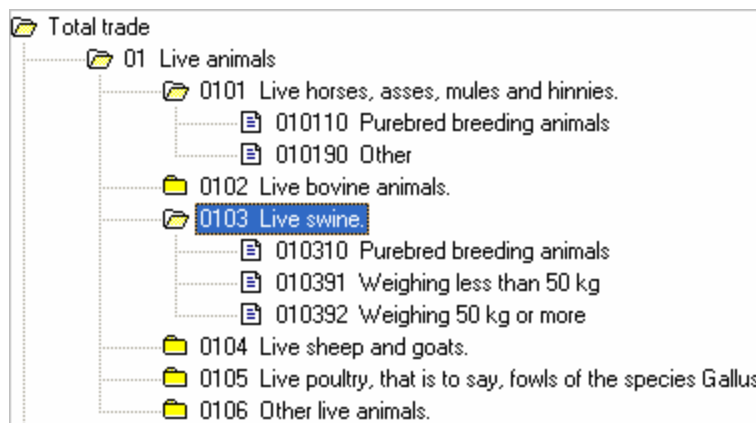 Total trade
01 Live animals
0101 Live horses, asses, mules and hinnies.
010110 Purebred breeding animals
010190 Other
0102 Live bovine animals.
0103 Live swine.
010310 Purebred breeding animals
010391 Weighing less than 50 kg
010392 Weighing 50 kg or more
0104 Live sheep and goats.
0105 Live poultry, that is to say, fowls of the species Gallus
0106 Other live animals.